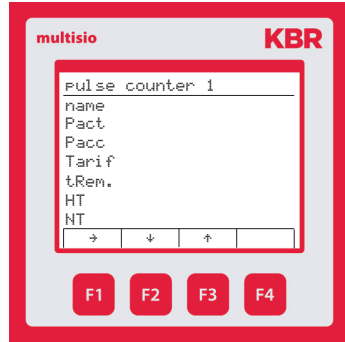 multisio KBR
pulse counter 1
name
Pact
Pacc
Tarif
tRem.
HT
NT
→ ↓ ↑
F1 F2 F3 F4